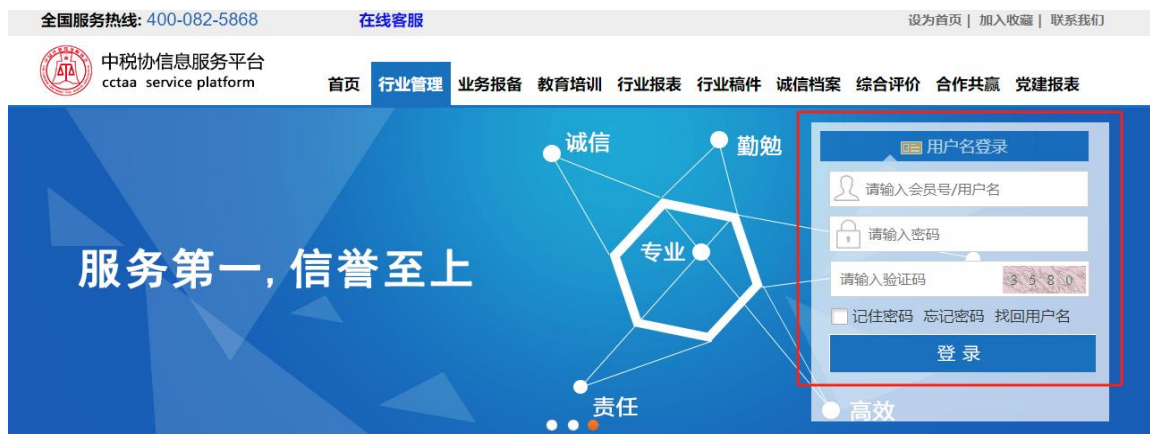 全国服务热线: 400-082-5868 在线客服 设为首页 | 加入收藏 | 联系我们
中税协信息服务平台
cctaa service platform
首页 行业管理 业务报备 教育培训 行业报表 行业稿件 诚信档案 综合评价 合作共赢 党建报表
诚信
勤勉
专业
服务第一, 信誉至上
责任
高效
用户名登录
请输入会员号/用户名
请输入密码
请输入验证码 3 5 8 0
记住密码 忘记密码 找回用户名
登 录